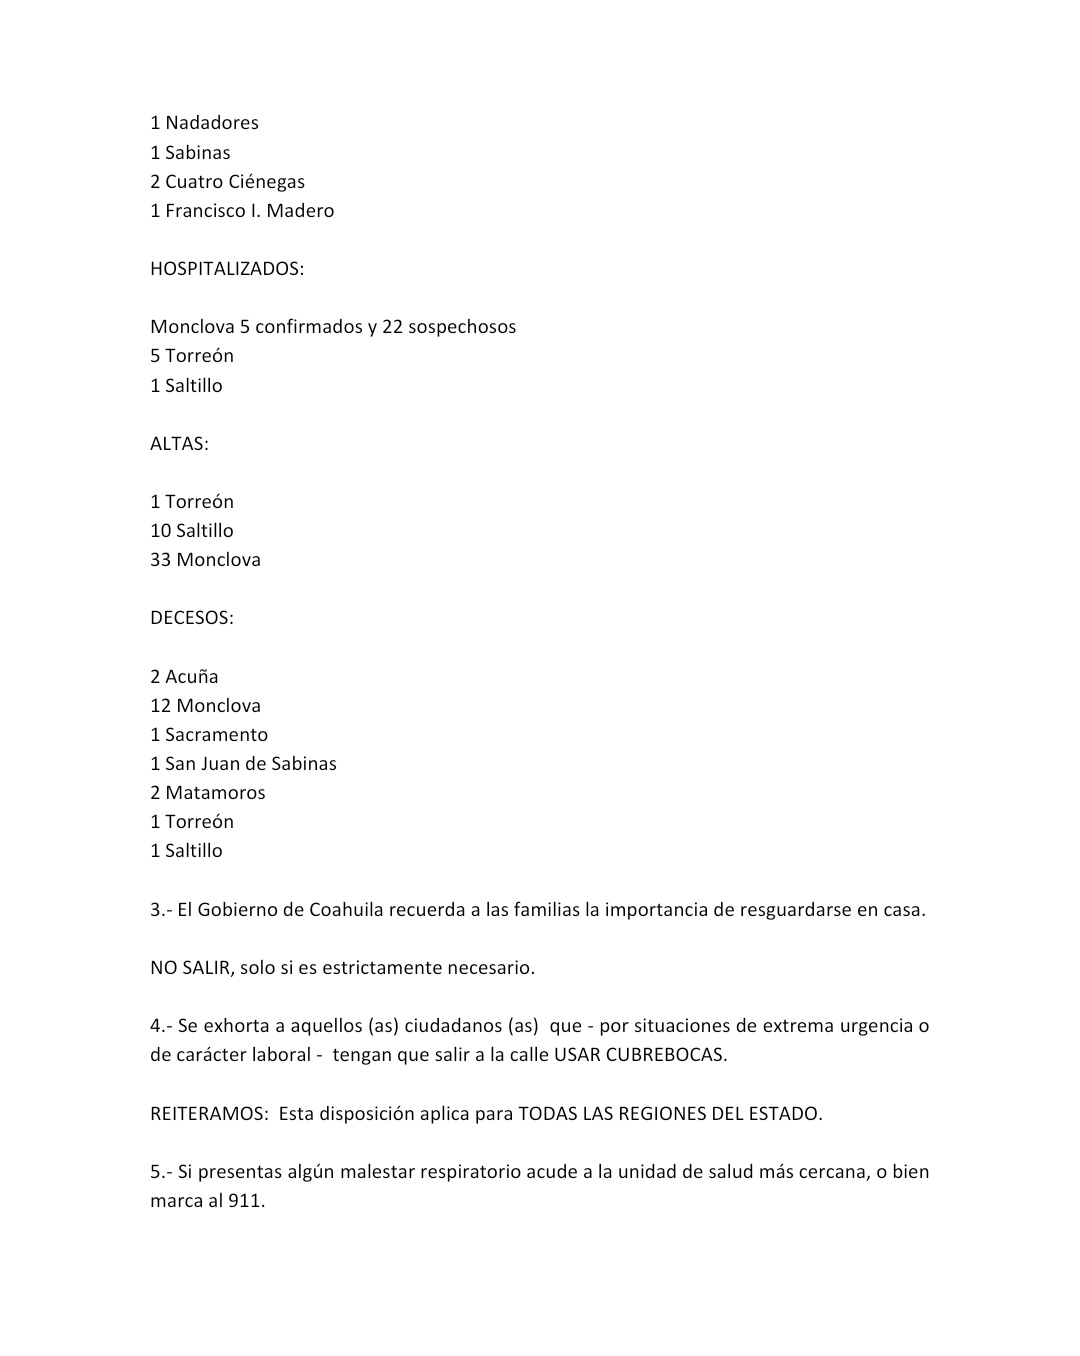 1 Nadadores
1 Sabinas
2 Cuatro Ciénegas
1 Francisco I. Madero
HOSPITALIZADOS:
Monclova 5 confirmados y 22 sospechosos
5 Torreón
1 Saltillo
ALTAS:
1 Torreón
10 Saltillo
33 Monclova
DECESOS:
2 Acuña
12 Monclova
1 Sacramento
1 San Juan de Sabinas
2 Matamoros
1 Torreón
1 Saltillo
3.- El Gobierno de Coahuila recuerda a las familias la importancia de resguardarse en casa.
NO SALIR, solo si es estrictamente necesario.
4.- Se exhorta a aquellos (as) ciudadanos (as)  que - por situaciones de extrema urgencia o
de carácter laboral -  tengan que salir a la calle USAR CUBREBOCAS.
REITERAMOS:  Esta disposición aplica para TODAS LAS REGIONES DEL ESTADO.
5.- Si presentas algún malestar respiratorio acude a la unidad de salud más cercana, o bien
marca al 911.